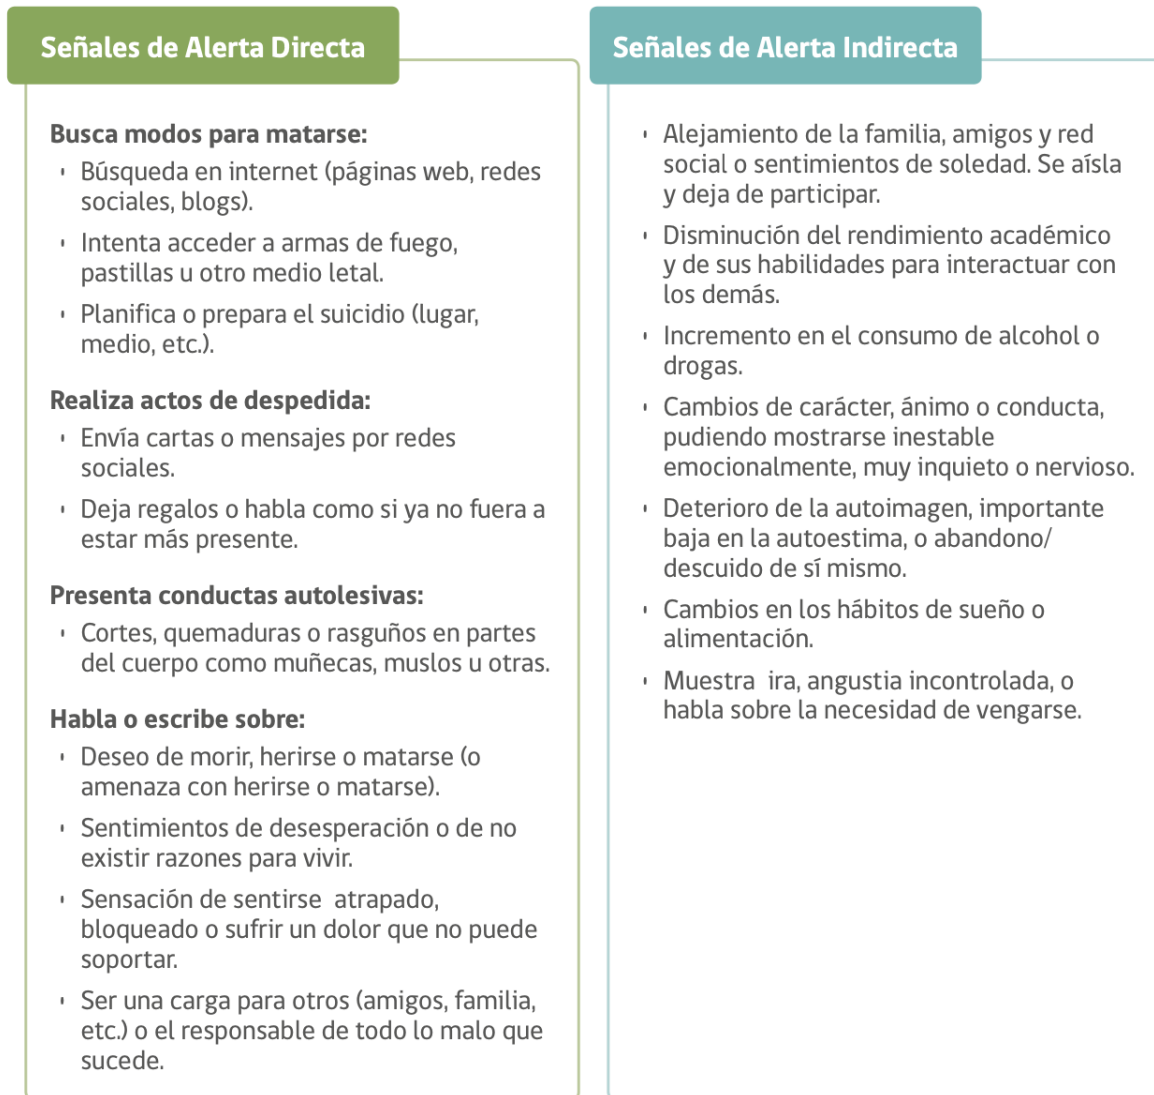 Señales de Alerta Directa
Busca modos para matarse:
Búsqueda en internet (páginas web, redes
sociales, blogs).
Intenta acceder a armas de fuego,
pastillas u otro medio letal.
Planifica o prepara el suicidio (lugar,
medio, etc.).
Realiza actos de despedida:
Envía cartas o mensajes por redes
sociales.
Deja regalos o habla como si ya no fuera a
estar más presente.
Presenta conductas autolesivas:
Cortes, quemaduras o rasguños en partes
del cuerpo como muñecas, muslos u otras.
Habla o escribe sobre:
Deseo de morir, herirse o matarse (o
amenaza con herirse o matarse).
Sentimientos de desesperación o de no
existir razones para vivir.
Sensación de sentirse atrapado,
bloqueado o sufrir un dolor que no puede
soportar.
Ser una carga para otros (amigos, familia,
etc.) o el responsable de todo lo malo que
sucede.
Señales de Alerta Indirecta
Alejamiento de la familia, amigos y red
social o sentimientos de soledad. Se aísla
y deja de participar.
Disminución del rendimiento académico
y de sus habilidades para interactuar con
los demás.
Incremento en el consumo de alcohol o
drogas.
Cambios de carácter, ánimo o conducta,
pudiendo mostrarse inestable
emocionalmente, muy inquieto o nervioso.
Deterioro de la autoimagen, importante
baja en la autoestima, o abandono/
descuido de sí mismo.
Cambios en los hábitos de sueño o
alimentación.
Muestra ira, angustia incontrolada, o
habla sobre la necesidad de vengarse.